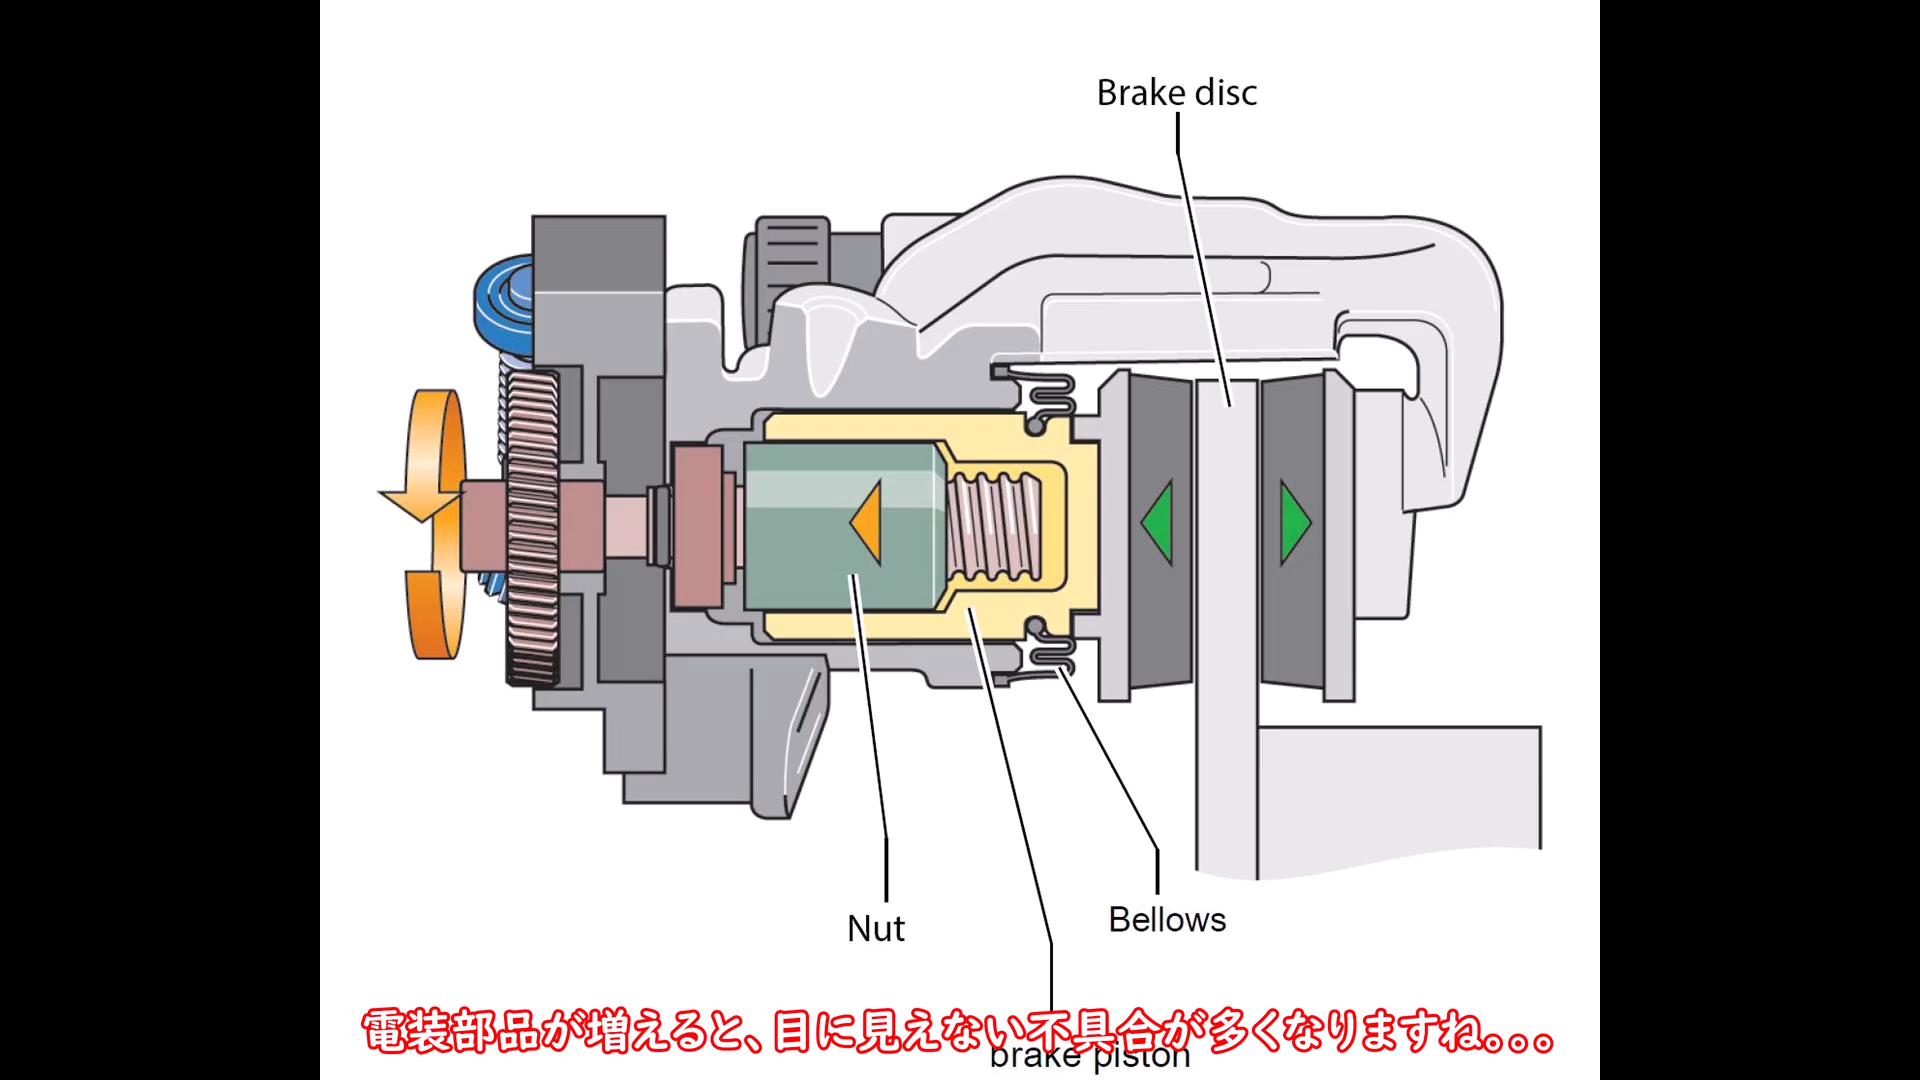 Brake disc
Nut
Bellows
電装部品が増えると、目に見えない不具合が多くなりますね。。。
brake piston